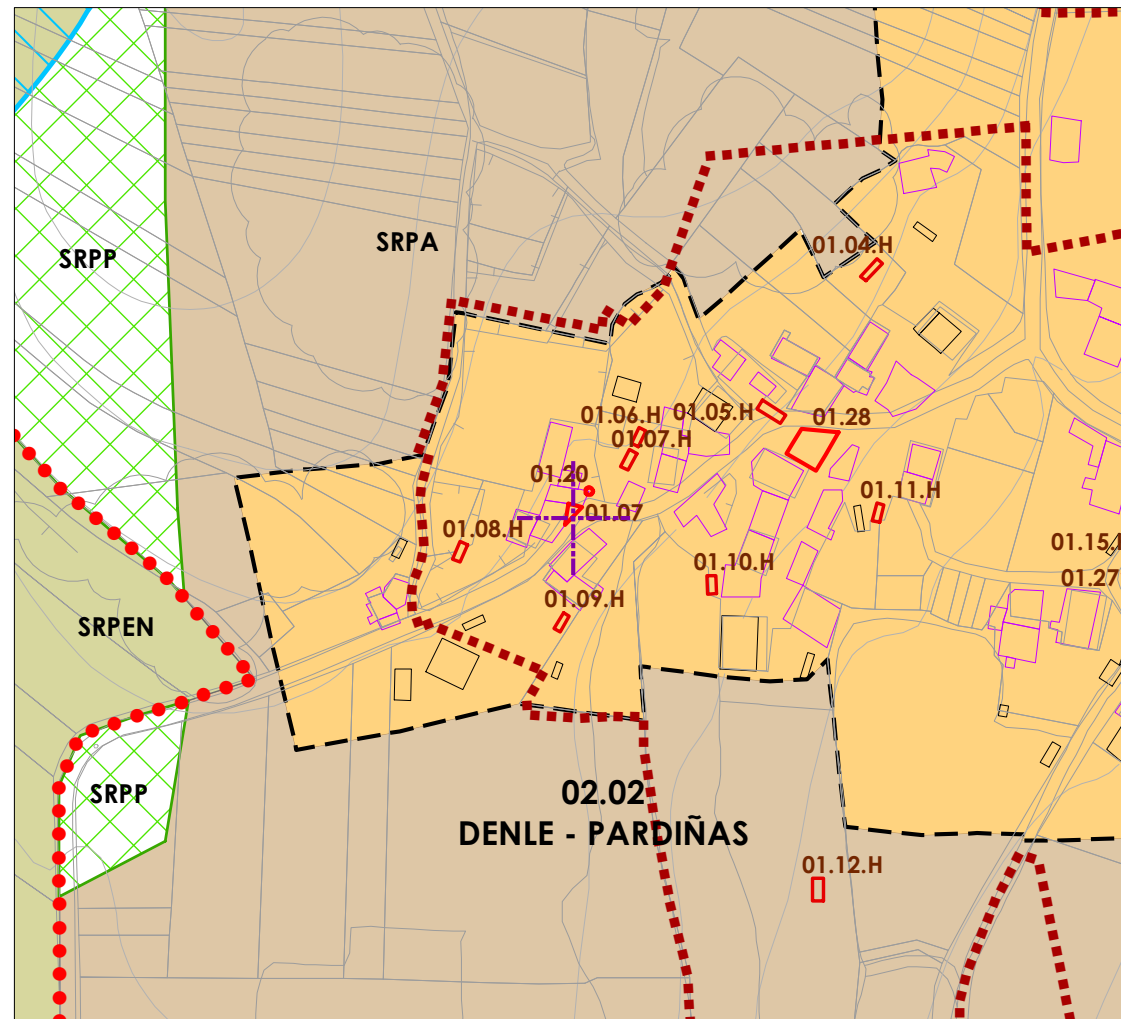 SRPA
SRPP
01.04.H
01.06.H
01.05.H
01.28
01.07.H
01.20
01.07
01.11.H
01.08.H
01.15.H
01.10.H
01.27
01.09.H
SRPEN
SRPP
02.02
DENLE - PARDIÑAS
01.12.H